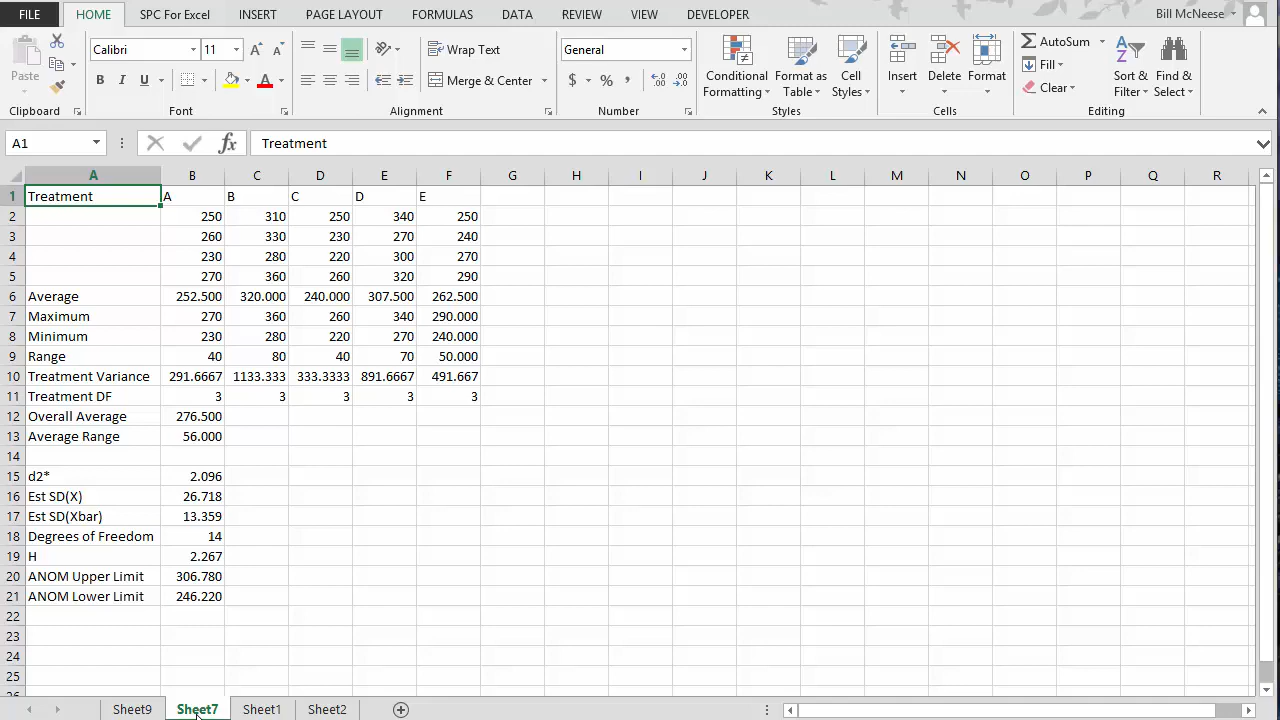 FILE HOME SPC For Excel INSERT PAGE LAYOUT FORMULAS DATA REVIEW VIEW DEVELOPER Bill McNeese
Calibri 11 A A Wrap Text General AutoSum
Paste B I U A Merge & Center $ % , Conditional Formatting Format as Table Cell Styles Insert Delete Format Fill Clear Sort & Filter Find & Select
Clipboard Font Alignment Number Styles Cells Editing
A1 fx Treatment
A B C D E F G H I J K L M N O P Q R
1 Treatment A B C D E
2 250 310 250 340 250
3 260 330 230 270 240
4 230 280 220 300 270
5 270 360 260 320 290
6 Average 252.500 320.000 240.000 307.500 262.500
7 Maximum 270 360 260 340 290.000
8 Minimum 230 280 220 270 240.000
9 Range 40 80 40 70 50.000
10 Treatment Variance 291.6667 1133.333 333.3333 891.6667 491.667
11 Treatment DF 3 3 3 3 3
12 Overall Average 276.500
13 Average Range 56.000
14
15 d2* 2.096
16 Est SD(X) 26.718
17 Est SD(Xbar) 13.359
18 Degrees of Freedom 14
19 H 2.267
20 ANOM Upper Limit 306.780
21 ANOM Lower Limit 246.220
22
23
24
25
Sheet9 Sheet7 Sheet1 Sheet2